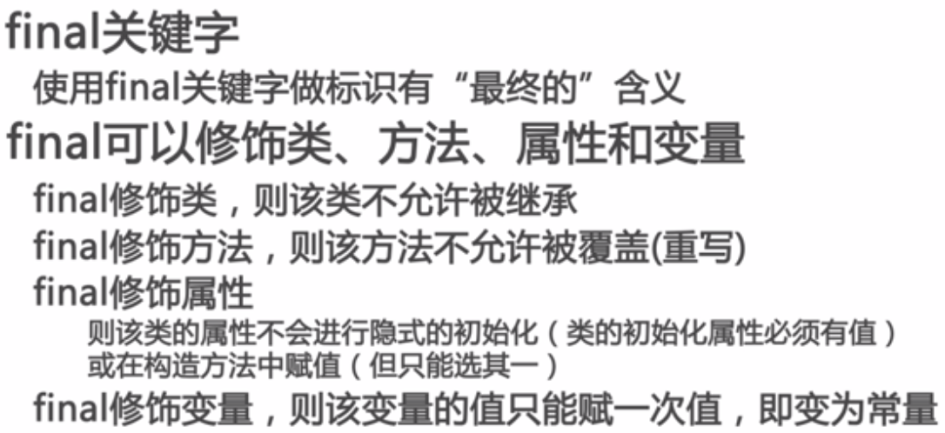 final关键字
使用final关键字做标识有“最终的”含义
final可以修饰类、方法、属性和变量
final修饰类，则该类不允许被继承
final修饰方法，则该方法不允许被覆盖(重写)
final修饰属性
则该类的属性不会进行隐式的初始化（类的初始化属性必须有值）
或在构造方法中赋值（但只能选其一）
final修饰变量，则该变量的值只能赋一次值，即变为常量